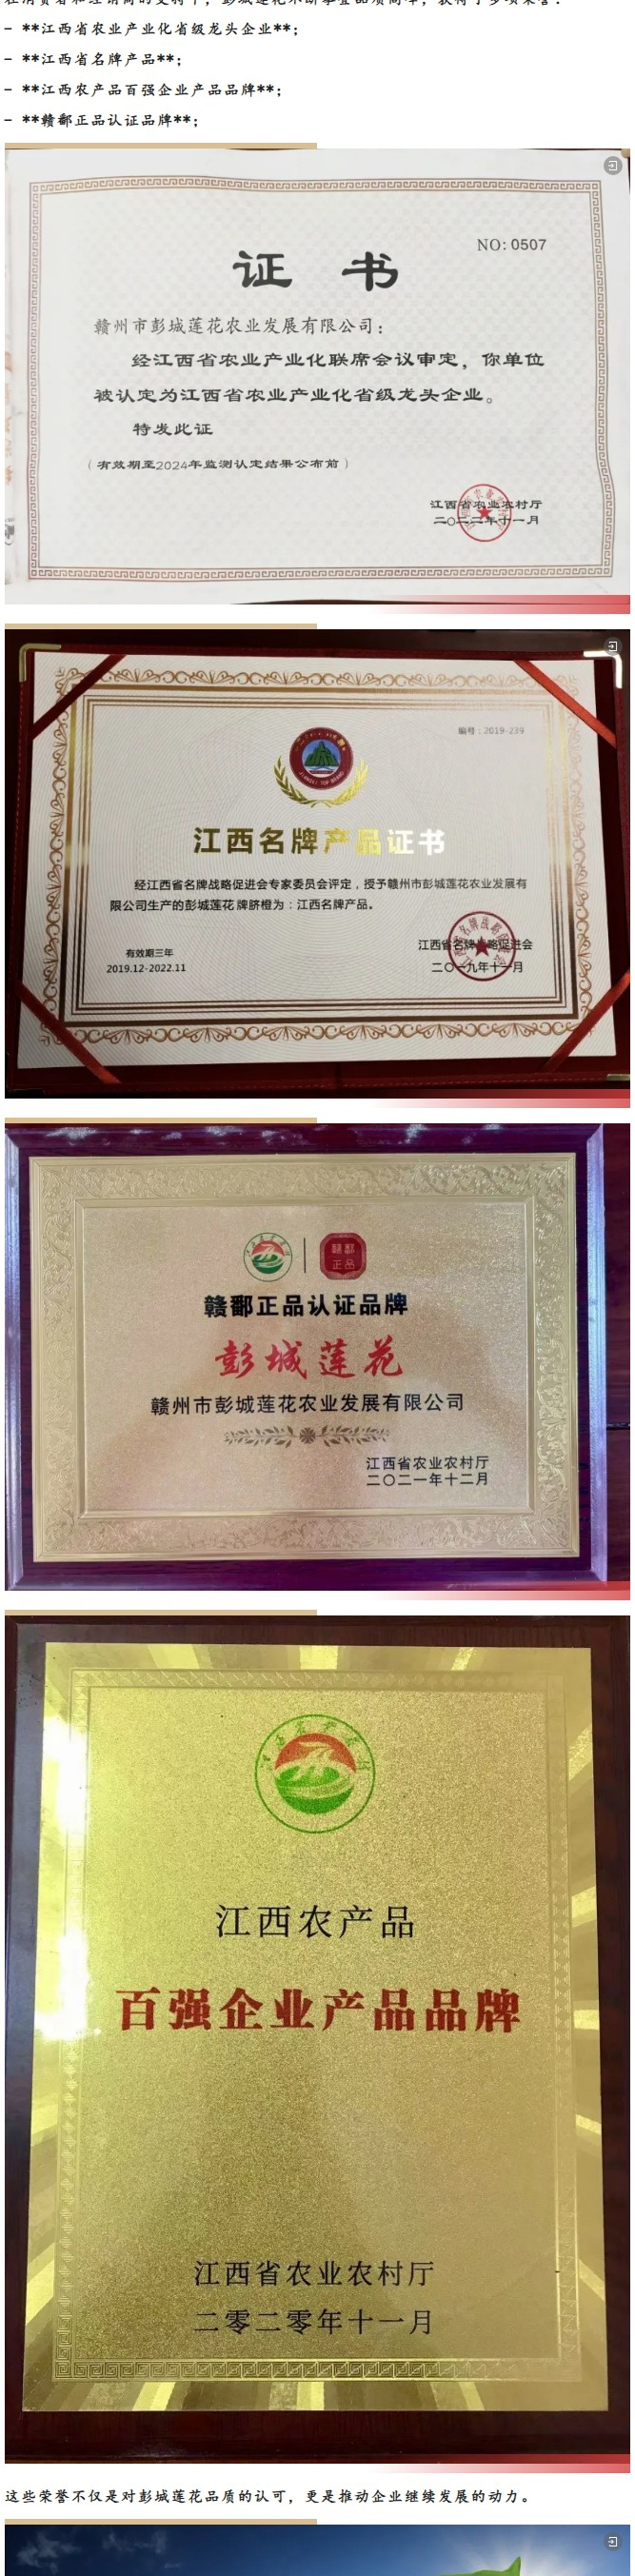 在消费者和经销商的支持下，彭城莲花不断攀登品质高峰，获得了多项荣誉：
- **江西省农业产业化省级龙头企业**；
- **江西省名牌产品**；
- **江西农产品百强企业产品品牌**；
- **赣鄱正品认证品牌**；
NO: 0507
证 书
赣州市彭城莲花农业发展有限公司：
经江西省农业产业化联席会议审定，你单位
被认定为江西省农业产业化省级龙头企业。
特发此证
（有效期至2024年监测认定结果公布前）
江西省农业农村厅
二〇二二年十一月
编号：2019-239
JIANGXI TOP BRAND
江西名牌产品证书
经江西省名牌战略促进会专家委员会评定，授予赣州市彭城莲花农业发展有
限公司生产的彭城莲花牌脐橙为：江西名牌产品。
有效期三年
2019.12-2022.11
江西省名牌战略促进会
二〇一九年十一月
赣鄱
正品
赣鄱正品认证品牌
彭城莲花
赣州市彭城莲花农业发展有限公司
江西省农业农村厅
二〇二一年十二月
江西农产品
百强企业产品品牌
江西省农业农村厅
二零二零年十一月
这些荣誉不仅是对彭城莲花品质的认可，更是推动企业继续发展的动力。